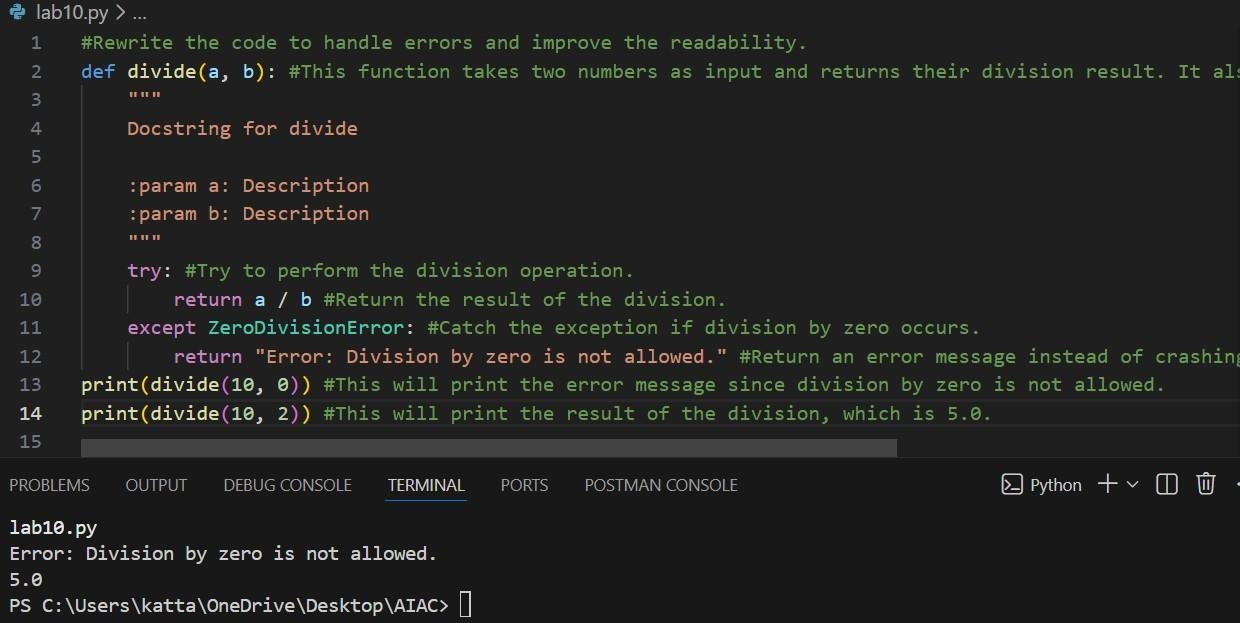 lab10.py > ...
1 #Rewrite the code to handle errors and improve the readability.
2 def divide(a, b): #This function takes two numbers as input and returns their division result. It
3 """
4 Docstring for divide
5
6 :param a: Description
7 :param b: Description
8 """
9 try: #Try to perform the division operation.
10 return a / b #Return the result of the division.
11 except ZeroDivisionError: #Catch the exception if division by zero occurs.
12 return "Error: Division by zero is not allowed." #Return an error message instead of crashing
13 print(divide(10, 0)) #This will print the error message since division by zero is not allowed.
14 print(divide(10, 2)) #This will print the result of the division, which is 5.0.
15
PROBLEMS OUTPUT DEBUG CONSOLE TERMINAL PORTS POSTMAN CONSOLE Python
lab10.py
Error: Division by zero is not allowed.
5.0
PS C:\Users\katta\OneDrive\Desktop\AIAC>